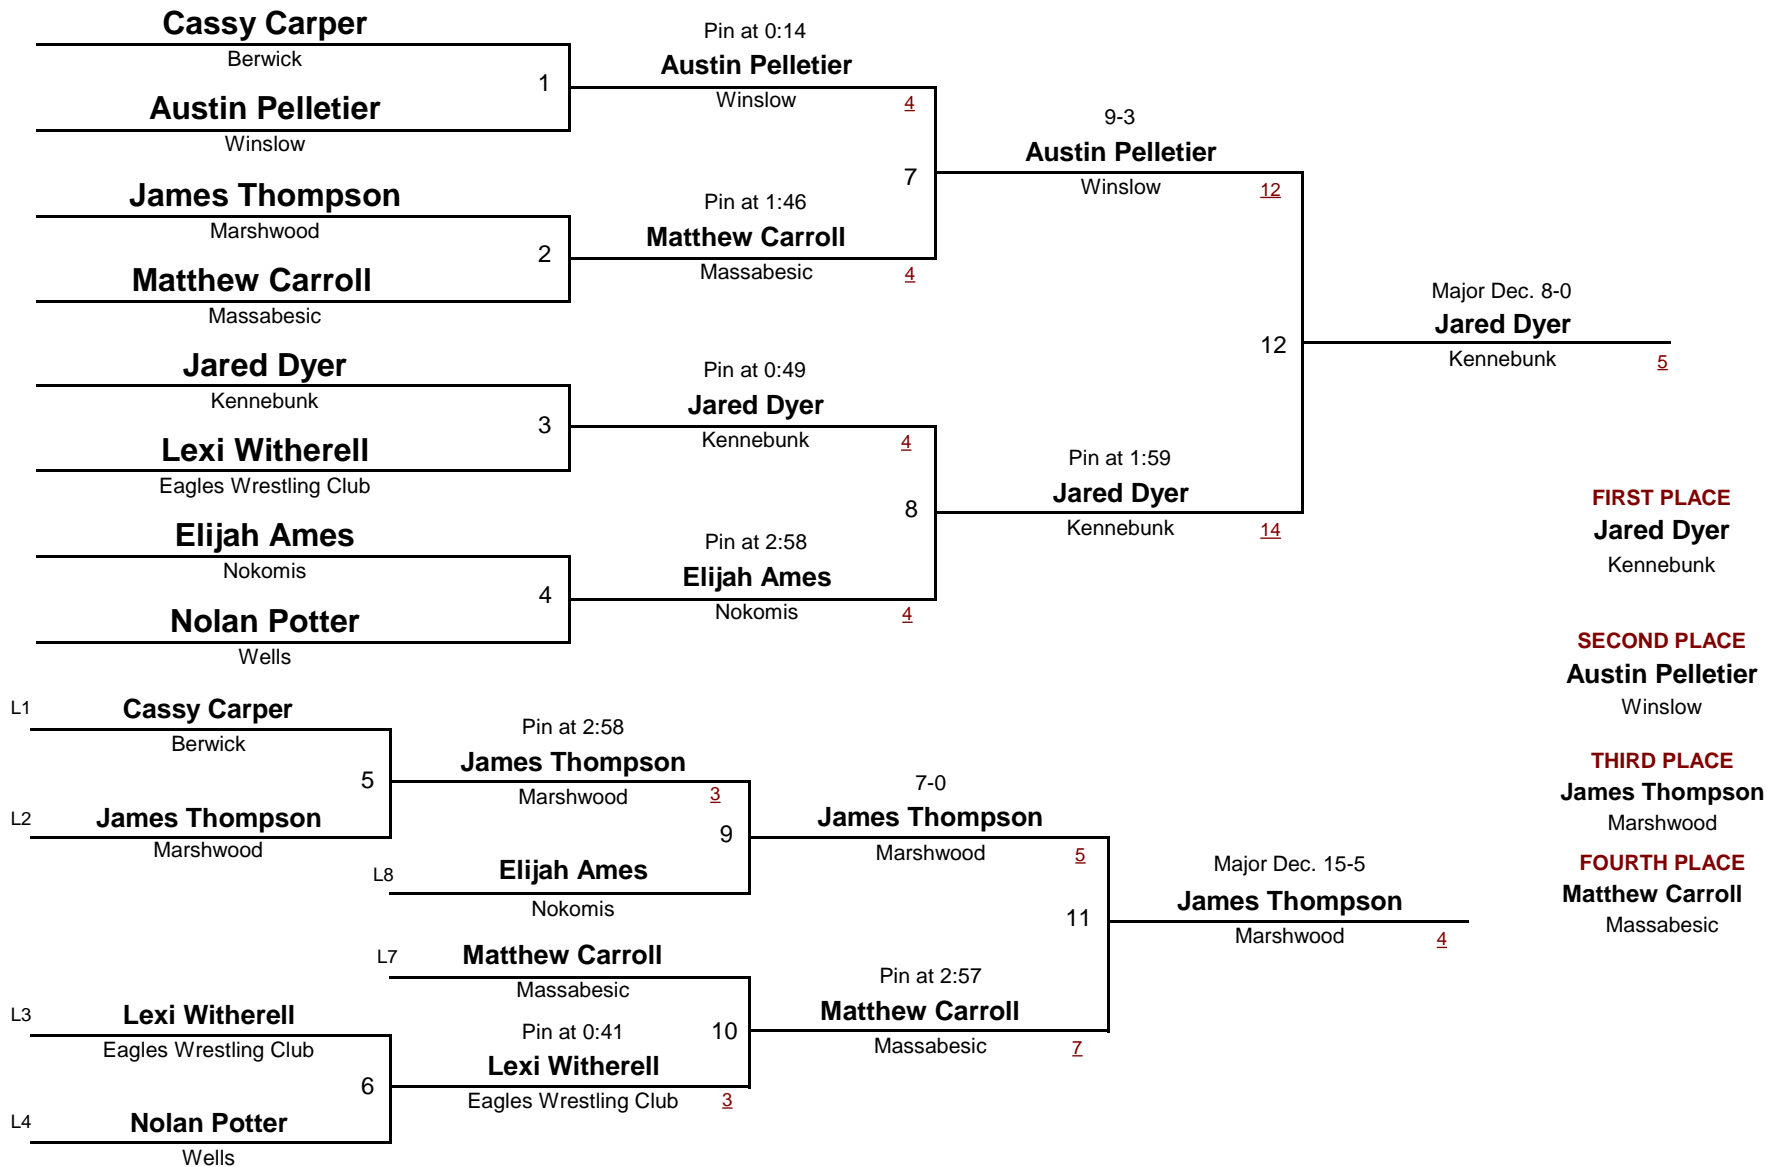 Cassy Carper
Berwick
1
Austin Pelletier
Winslow
James Thompson
Marshwood
2
Matthew Carroll
Massabesic
Jared Dyer
Kennebunk
3
Lexi Witherell
Eagles Wrestling Club
Elijah Ames
Nokomis
4
Nolan Potter
Wells
Pin at 0:14
Austin Pelletier
Winslow 4
7
Pin at 1:46
Matthew Carroll
Massabesic 4
Pin at 0:49
Jared Dyer
Kennebunk 4
8
Pin at 2:58
Elijah Ames
Nokomis 4
9-3
Austin Pelletier
Winslow 12
12
Pin at 1:59
Jared Dyer
Kennebunk 14
Major Dec. 8-0
Jared Dyer
Kennebunk 5
L1 Cassy Carper
Berwick
5
L2 James Thompson
Marshwood
L3 Lexi Witherell
Eagles Wrestling Club
6
L4 Nolan Potter
Wells
Pin at 2:58
James Thompson
Marshwood 3
9
L8 Elijah Ames
Nokomis
L7 Matthew Carroll
Massabesic
10
Pin at 0:41
Lexi Witherell
Eagles Wrestling Club 3
7-0
James Thompson
Marshwood 5
11
Pin at 2:57
Matthew Carroll
Massabesic 7
Major Dec. 15-5
James Thompson
Marshwood 4
FIRST PLACE
Jared Dyer
Kennebunk
SECOND PLACE
Austin Pelletier
Winslow
THIRD PLACE
James Thompson
Marshwood
FOURTH PLACE
Matthew Carroll
Massabesic